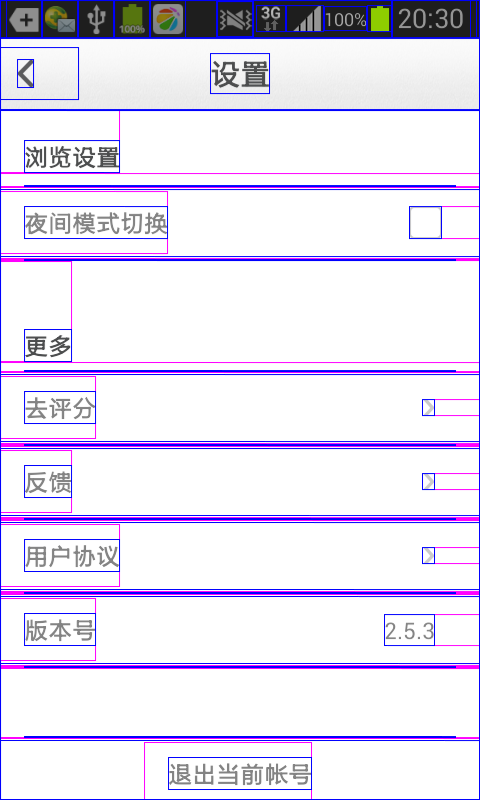 100% 3G 100% 20:30
设置
浏览设置
夜间模式切换
更多
去评分
反馈
用户协议
版本号 2.5.3
退出当前帐号